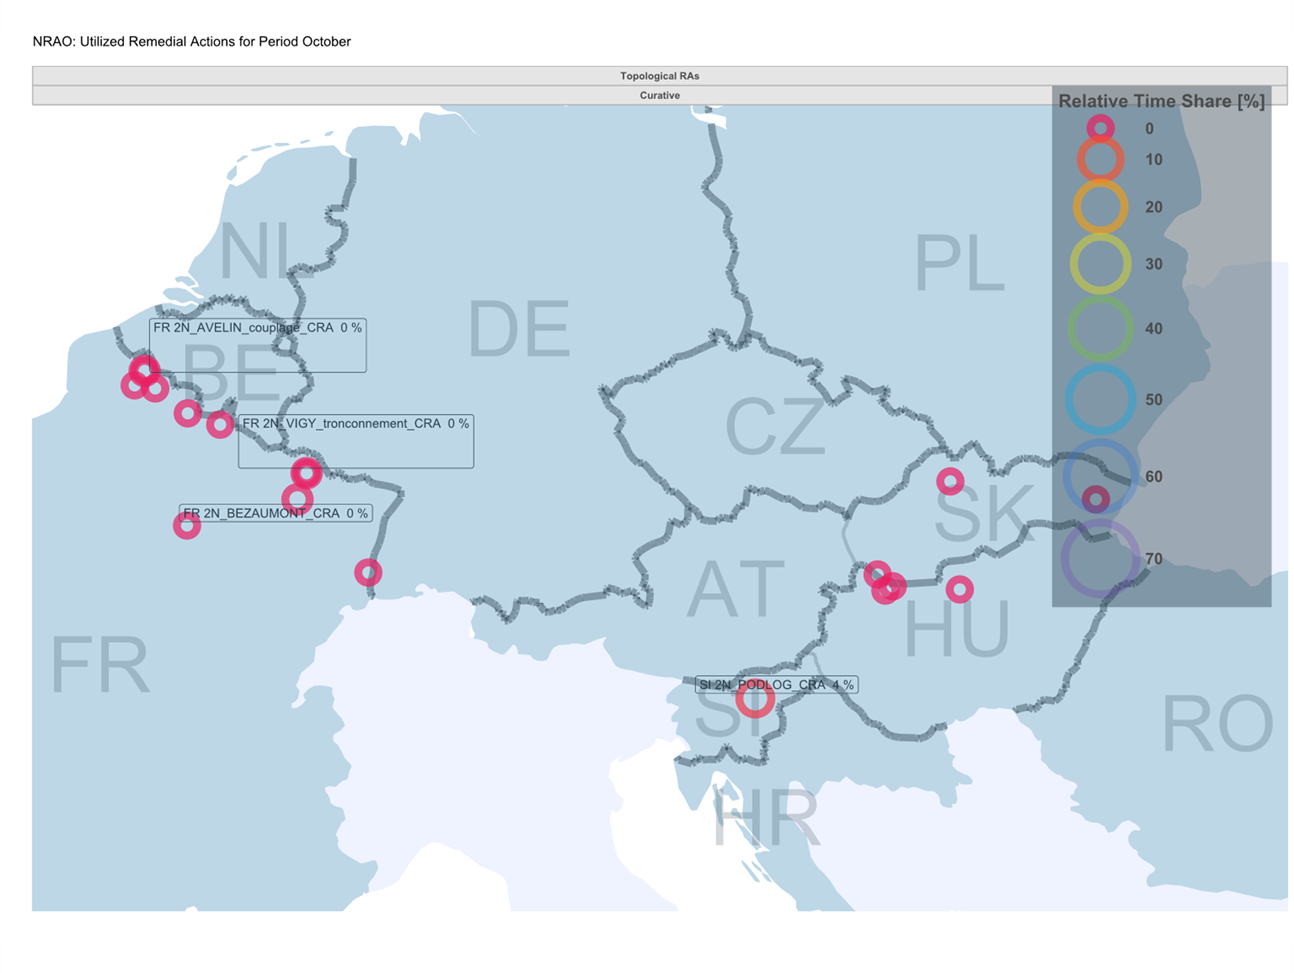 NRAO: Utilized Remedial Actions for Period October
Topological RAs
Curative
Relative Time Share [%]
0
10
20
30
40
50
60
70
NL
PL
DE
FR 2N_AVELIN_couplage_CRA 0 %
BE
CZ
FR 2N_VIGY_tronconnement_CRA 0 %
SK
FR 2N_BEZAUMONT_CRA 0 %
AT
HU
FR
SI 2N_PODLOG_CRA 4 %
SI
RO
HR